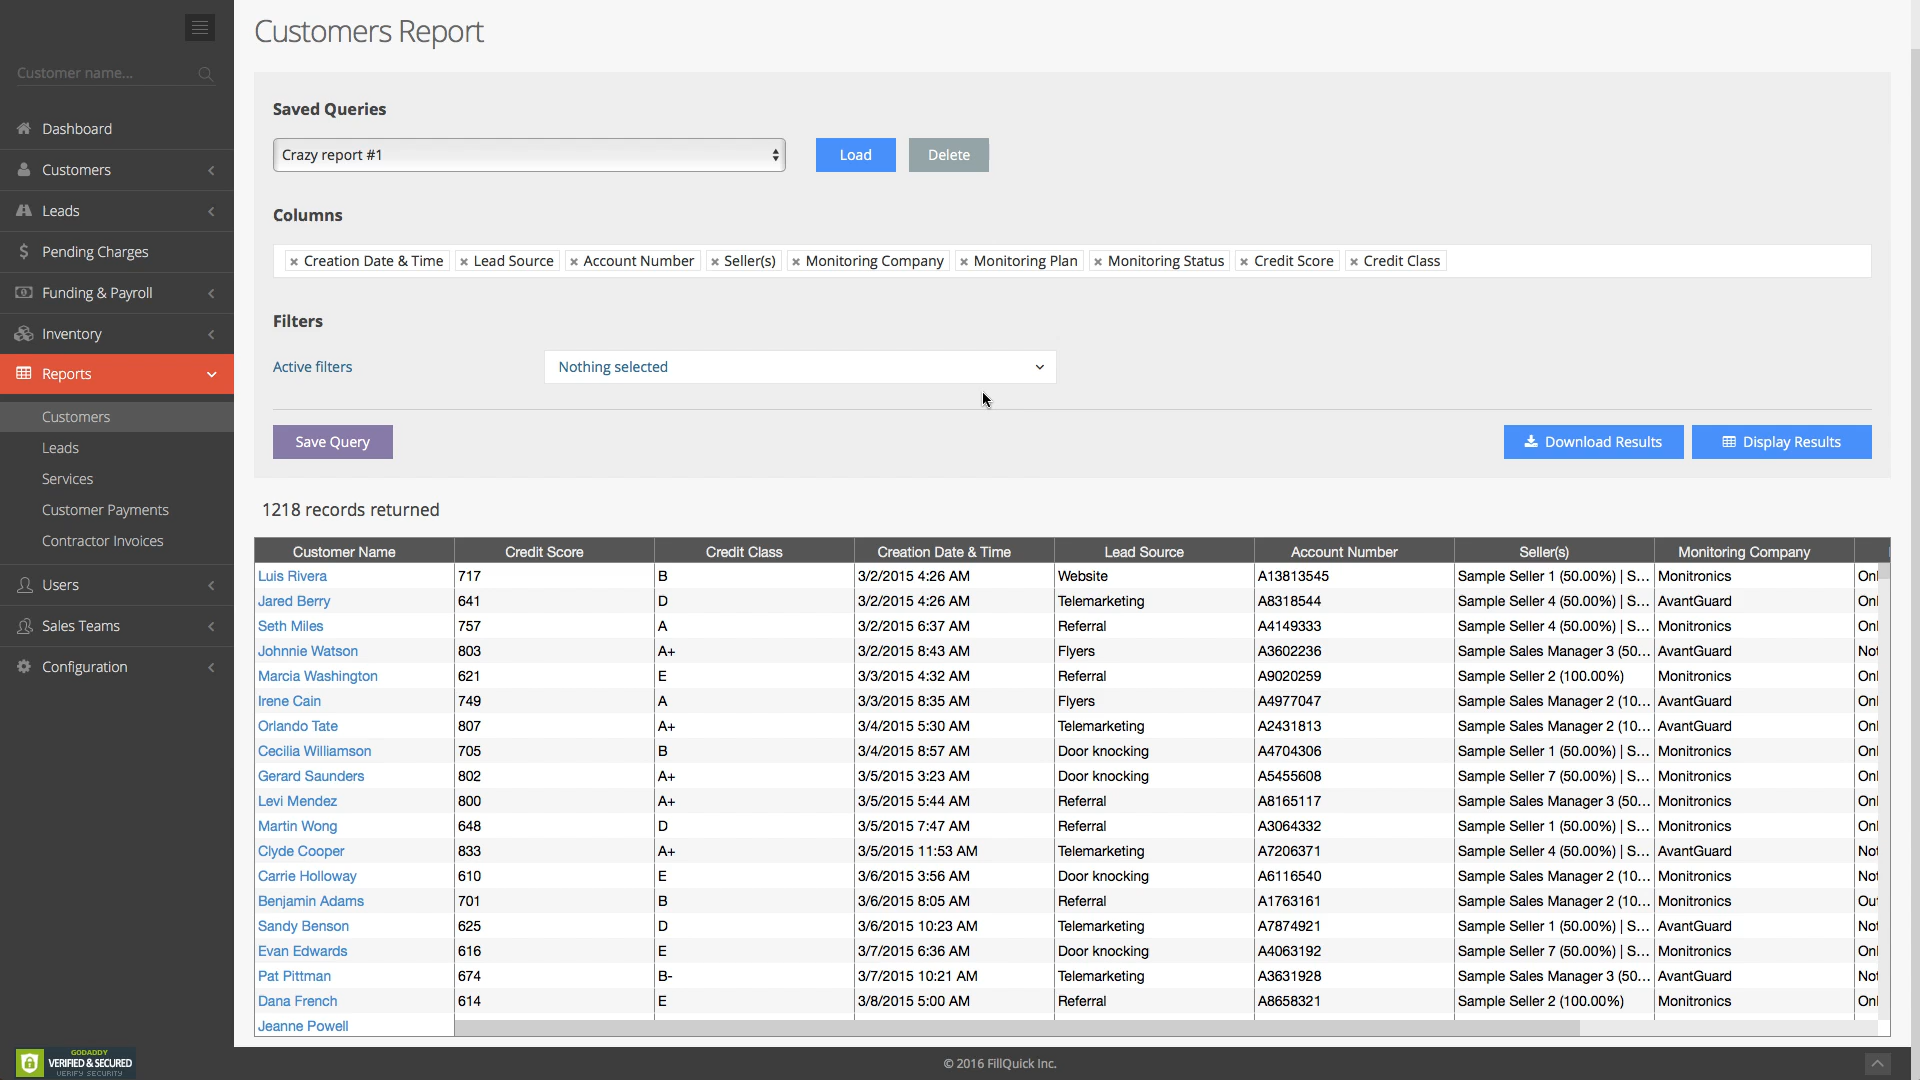 Customers Report
Customer name...
Dashboard
Customers
Leads
Pending Charges
Funding & Payroll
Inventory
Reports
Customers
Leads
Services
Customer Payments
Contractor Invoices
Users
Sales Teams
Configuration
Saved Queries
Crazy report #1 Load Delete
Columns
× Creation Date & Time × Lead Source × Account Number × Seller(s) × Monitoring Company × Monitoring Plan × Monitoring Status × Credit Score × Credit Class
Filters
Active filters Nothing selected
Save Query Download Results Display Results
1218 records returned
Customer Name Credit Score Credit Class Creation Date & Time Lead Source Account Number Seller(s) Monitoring Company
Luis Rivera 717 B 3/2/2015 4:26 AM Website A13813545 Sample Seller 1 (50.00%) | S... Monitronics
Jared Berry 641 D 3/2/2015 4:26 AM Telemarketing A8318544 Sample Seller 4 (50.00%) | S... AvantGuard
Seth Miles 757 A 3/2/2015 6:37 AM Referral A4149333 Sample Seller 4 (50.00%) | S... Monitronics
Johnnie Watson 803 A+ 3/2/2015 8:43 AM Flyers A3602236 Sample Sales Manager 3 (50... AvantGuard
Marcia Washington 621 E 3/3/2015 4:32 AM Referral A9020259 Sample Seller 2 (100.00%) Monitronics
Irene Cain 749 A 3/3/2015 8:35 AM Flyers A4977047 Sample Sales Manager 2 (10... AvantGuard
Orlando Tate 807 A+ 3/4/2015 5:30 AM Telemarketing A2431813 Sample Sales Manager 2 (10... AvantGuard
Cecilia Williamson 705 B 3/4/2015 8:57 AM Door knocking A4704306 Sample Seller 1 (50.00%) | S... Monitronics
Gerard Saunders 802 A+ 3/5/2015 3:23 AM Door knocking A5455608 Sample Seller 7 (50.00%) | S... Monitronics
Levi Mendez 800 A+ 3/5/2015 5:44 AM Referral A8165117 Sample Sales Manager 3 (50... Monitronics
Martin Wong 648 D 3/5/2015 7:47 AM Referral A3064332 Sample Seller 1 (50.00%) | S... Monitronics
Clyde Cooper 833 A+ 3/5/2015 11:53 AM Telemarketing A7206371 Sample Seller 4 (50.00%) | S... AvantGuard
Carrie Holloway 610 E 3/6/2015 3:56 AM Door knocking A6116540 Sample Sales Manager 2 (10... Monitronics
Benjamin Adams 701 B 3/6/2015 8:05 AM Referral A1763161 Sample Sales Manager 2 (10... Monitronics
Sandy Benson 625 D 3/6/2015 10:23 AM Telemarketing A7874921 Sample Seller 1 (50.00%) | S... AvantGuard
Evan Edwards 616 E 3/7/2015 6:36 AM Door knocking A4063192 Sample Seller 7 (50.00%) | S... Monitronics
Pat Pittman 674 B- 3/7/2015 10:21 AM Telemarketing A3631928 Sample Sales Manager 3 (50... AvantGuard
Dana French 614 E 3/8/2015 5:00 AM Referral A8658321 Sample Seller 2 (100.00%) Monitronics
Jeanne Powell
GODADDY
VERIFIED & SECURED
VERIFY SECURITY
© 2016 FillQuick Inc.